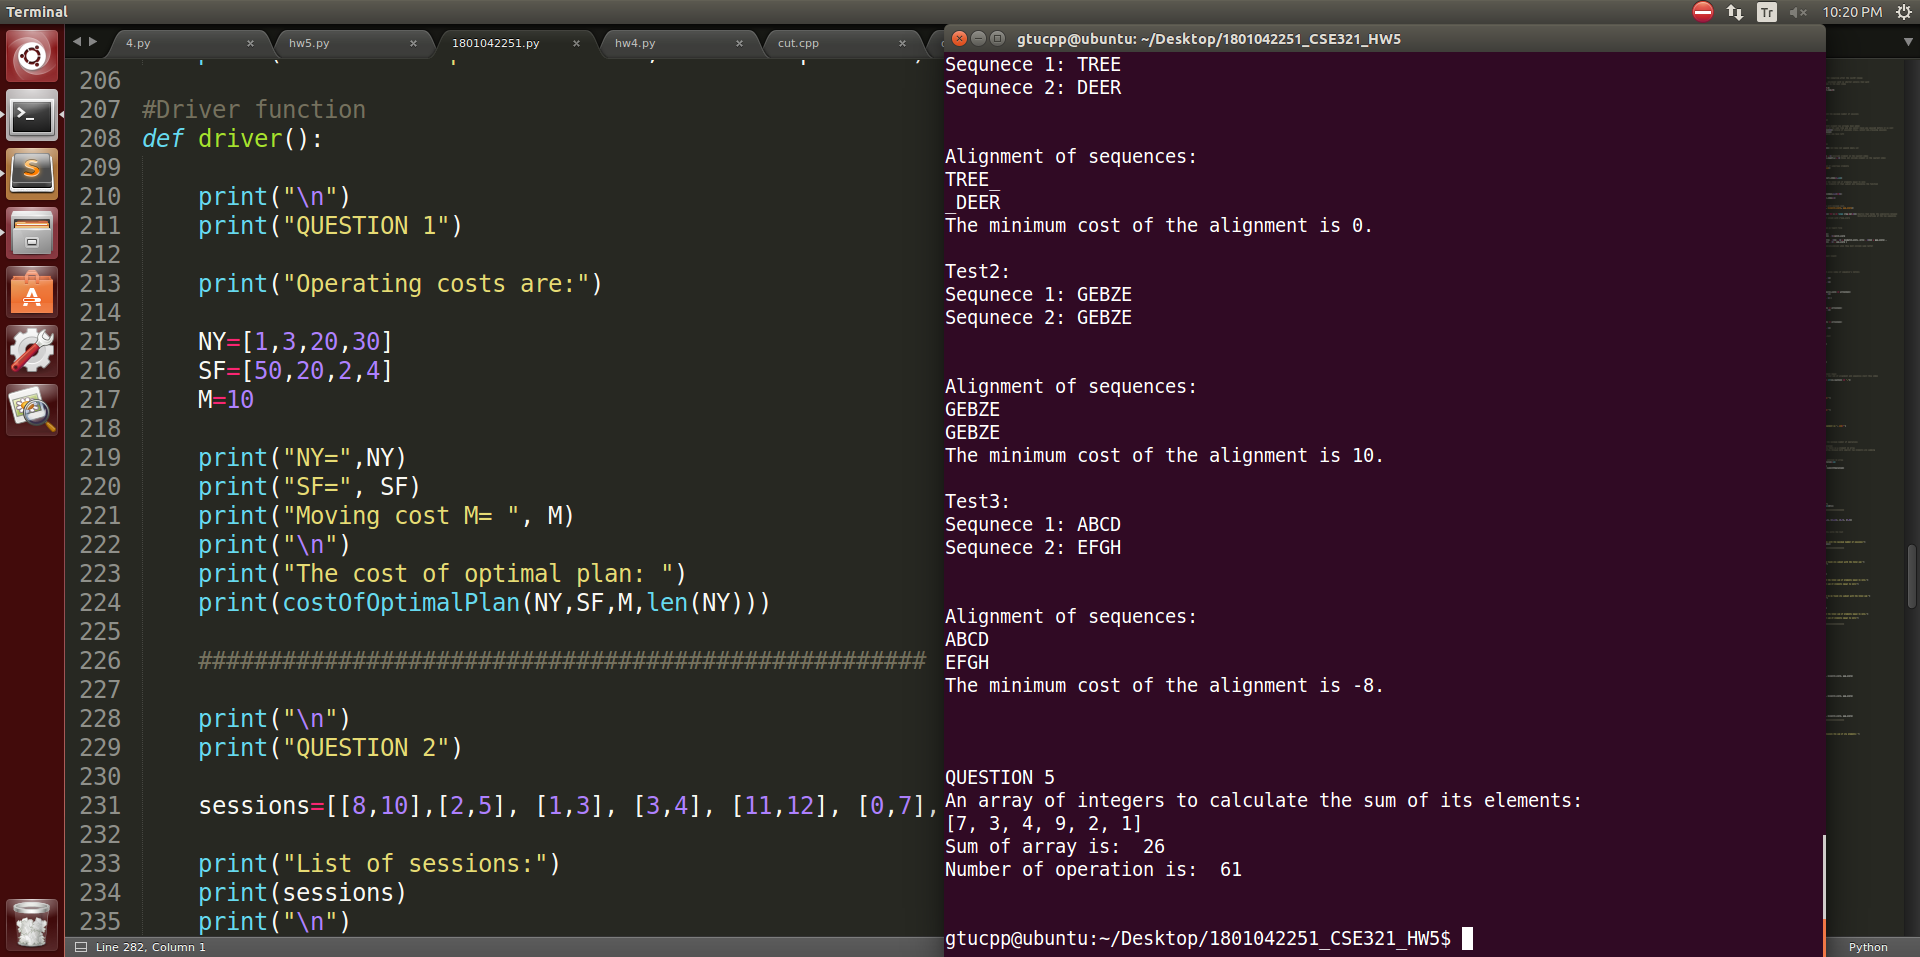 Terminal
Tr
10:20 PM
4.py
hw5.py
1801042251.py
hw4.py
cut.cpp
206
207 #Driver function
208 def driver():
209
210 print("\n")
211 print("QUESTION 1")
212
213 print("Operating costs are:")
214
215 NY=[1,3,20,30]
216 SF=[50,20,2,4]
217 M=10
218
219 print("NY=",NY)
220 print("SF=", SF)
221 print("Moving cost M= ", M)
222 print("\n")
223 print("The cost of optimal plan: ")
224 print(costOfOptimalPlan(NY,SF,M,len(NY)))
225
226 ####################################################
227
228 print("\n")
229 print("QUESTION 2")
230
231 sessions=[[8,10],[2,5], [1,3], [3,4], [11,12], [0,7],
232
233 print("List of sessions:")
234 print(sessions)
235 print("\n")
Line 282, Column 1
Python
gtucpp@ubuntu: ~/Desktop/1801042251_CSE321_HW5
Sequnece 1: TREE
Sequnece 2: DEER
Alignment of sequences:
TREE_
_DEER
The minimum cost of the alignment is 0.
Test2:
Sequnece 1: GEBZE
Sequnece 2: GEBZE
Alignment of sequences:
GEBZE
GEBZE
The minimum cost of the alignment is 10.
Test3:
Sequnece 1: ABCD
Sequnece 2: EFGH
Alignment of sequences:
ABCD
EFGH
The minimum cost of the alignment is -8.
QUESTION 5
An array of integers to calculate the sum of its elements:
[7, 3, 4, 9, 2, 1]
Sum of array is:  26
Number of operation is:  61
gtucpp@ubuntu:~/Desktop/1801042251_CSE321_HW5$